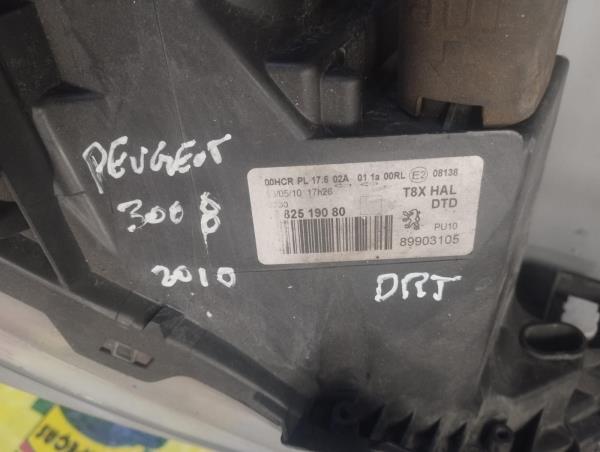 PEUGEOT
3008
2010
00HCR PL 17.6 02A 01 1a 00RL E2 08138
/05/10 17h26
T8X HAL
825 190 80
DTD
PU10
89903105
DRT
PEÇAS